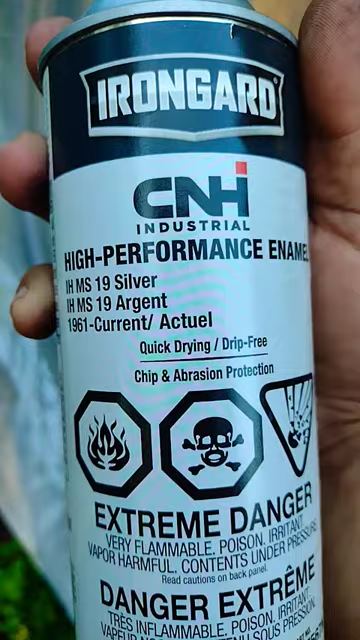 IRONGARD
CNH
INDUSTRIAL
HIGH-PERFORMANCE ENAMEL
IH MS 19 Silver
IH MS 19 Argent
1961-Current/ Actuel
Quick Drying / Drip-Free
Chip & Abrasion Protection
EXTREME DANGER
VERY FLAMMABLE. POISON. IRRITANT.
VAPOR HARMFUL. CONTENTS UNDER PRESSURE.
Read cautions on back panel.
DANGER EXTRÊME
TRÈS INFLAMMABLE. POISON. IRRITANT.
PRESSION.